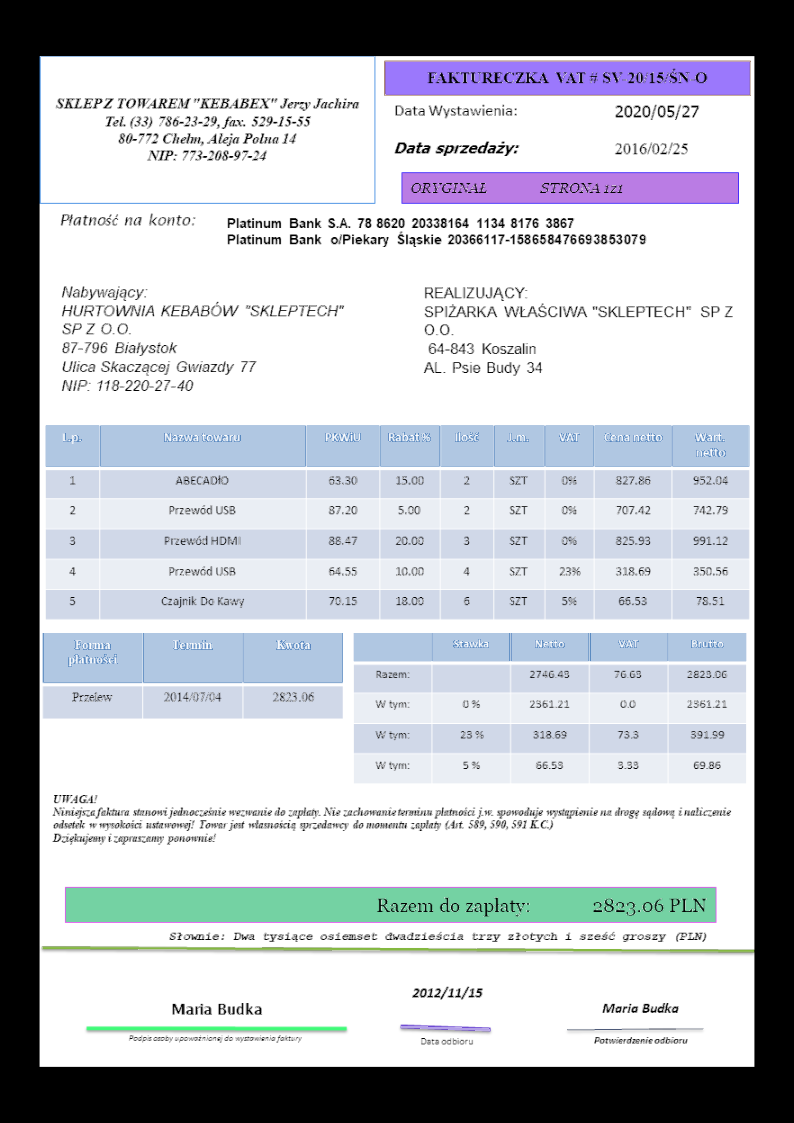 SKLEP Z TOWAREM "KEBABEX" Jerzy Jachira
Tel. (33) 786-23-29, fax. 529-15-55
80-772 Chełm, Aleja Polna 14
NIP: 773-208-97-24
FAKTURECZKA VAT # SV-20/15/ŚN-O
Data Wystawienia: 2020/05/27
Data sprzedaży: 2016/02/25
ORYGINAŁ STRONA 1z1
Płatność na konto:
Platinum Bank S.A. 78 8620 20338164 1134 8176 3867
Platinum Bank o/Piekary Śląskie 20366117-158658476693853079
Nabywający:
HURTOWNIA KEBABÓW "SKLEPTECH"
SP Z O.O.
87-796 Białystok
Ulica Skaczącej Gwiazdy 77
NIP: 118-220-27-40
REALIZUJĄCY:
SPIŻARKA WŁAŚCIWA "SKLEPTECH" SP Z
O.O.
64-843 Koszalin
AL. Psie Budy 34
L.p. Nazwa towaru PKWiU Rabat % Ilość J.m. VAT Cena netto Wart. netto
1 ABECADłO 63.30 15.00 2 SZT 0% 827.86 952.04
2 Przewód USB 87.20 5.00 2 SZT 0% 707.42 742.79
3 Przewód HDMI 88.47 20.00 3 SZT 0% 825.93 991.12
4 Przewód USB 64.55 10.00 4 SZT 23% 318.69 350.56
5 Czajnik Do Kawy 70.15 18.00 6 SZT 5% 66.53 78.51
Forma płatności Termin Kwota
Przelew 2014/07/04 2823.06
Stawka Netto VAT Brutto
Razem: 2746.43 76.63 2823.06
W tym: 0 % 2361.21 0.0 2361.21
W tym: 23 % 318.69 73.3 391.99
W tym: 5 % 66.53 3.33 69.86
UWAGA!
Niniejsza faktura stanowi jednocześnie wezwanie do zapłaty. Nie zachowanie terminu płatności j.w. spowoduje wystąpienie na drogę sądową i naliczenie
odsetek w wysokości ustawowej! Towar jest własnością sprzedawcy do momentu zapłaty (Art. 589, 590, 591 K.C.)
Dziękujemy i zapraszamy ponownie!
Razem do zapłaty: 2823.06 PLN
Słownie: Dwa tysiące osiemset dwadzieścia trzy złotych i sześć groszy (PLN)
Maria Budka
Podpis osoby upoważnionej do wystawienia faktury
2012/11/15
Data odbioru
Maria Budka
Potwierdzenie odbioru